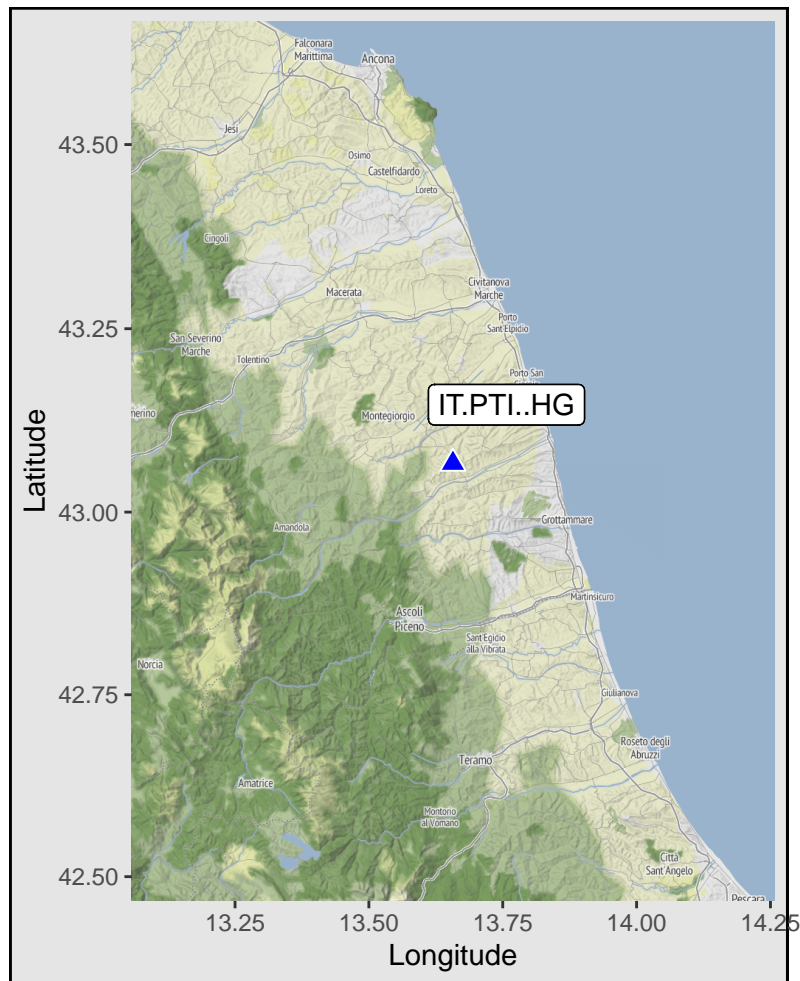 Falconara
Marittima
Ancona
43.50
Jesi
Osimo
Castelfidardo
Loreto
Cingoli
Macerata
Civitanova
Marche
43.25
Porto
Sant'Elpidio
San Severino
Marche
Tolentino
Porto San
IT.PTI..HG
merino
Montegiorgio
Latitude
43.00
Grottammare
Amandola
Martinsicuro
Ascoli
Piceno
Sant'Egidio
alla Vibrata
Norcia
42.75
Giulianova
Roseto degli
Abruzzi
Teramo
Amatrice
Montorio
al Vomano
Città
Sant'Angelo
42.50
Pescara
13.25
13.50
13.75
14.00
14.25
Longitude